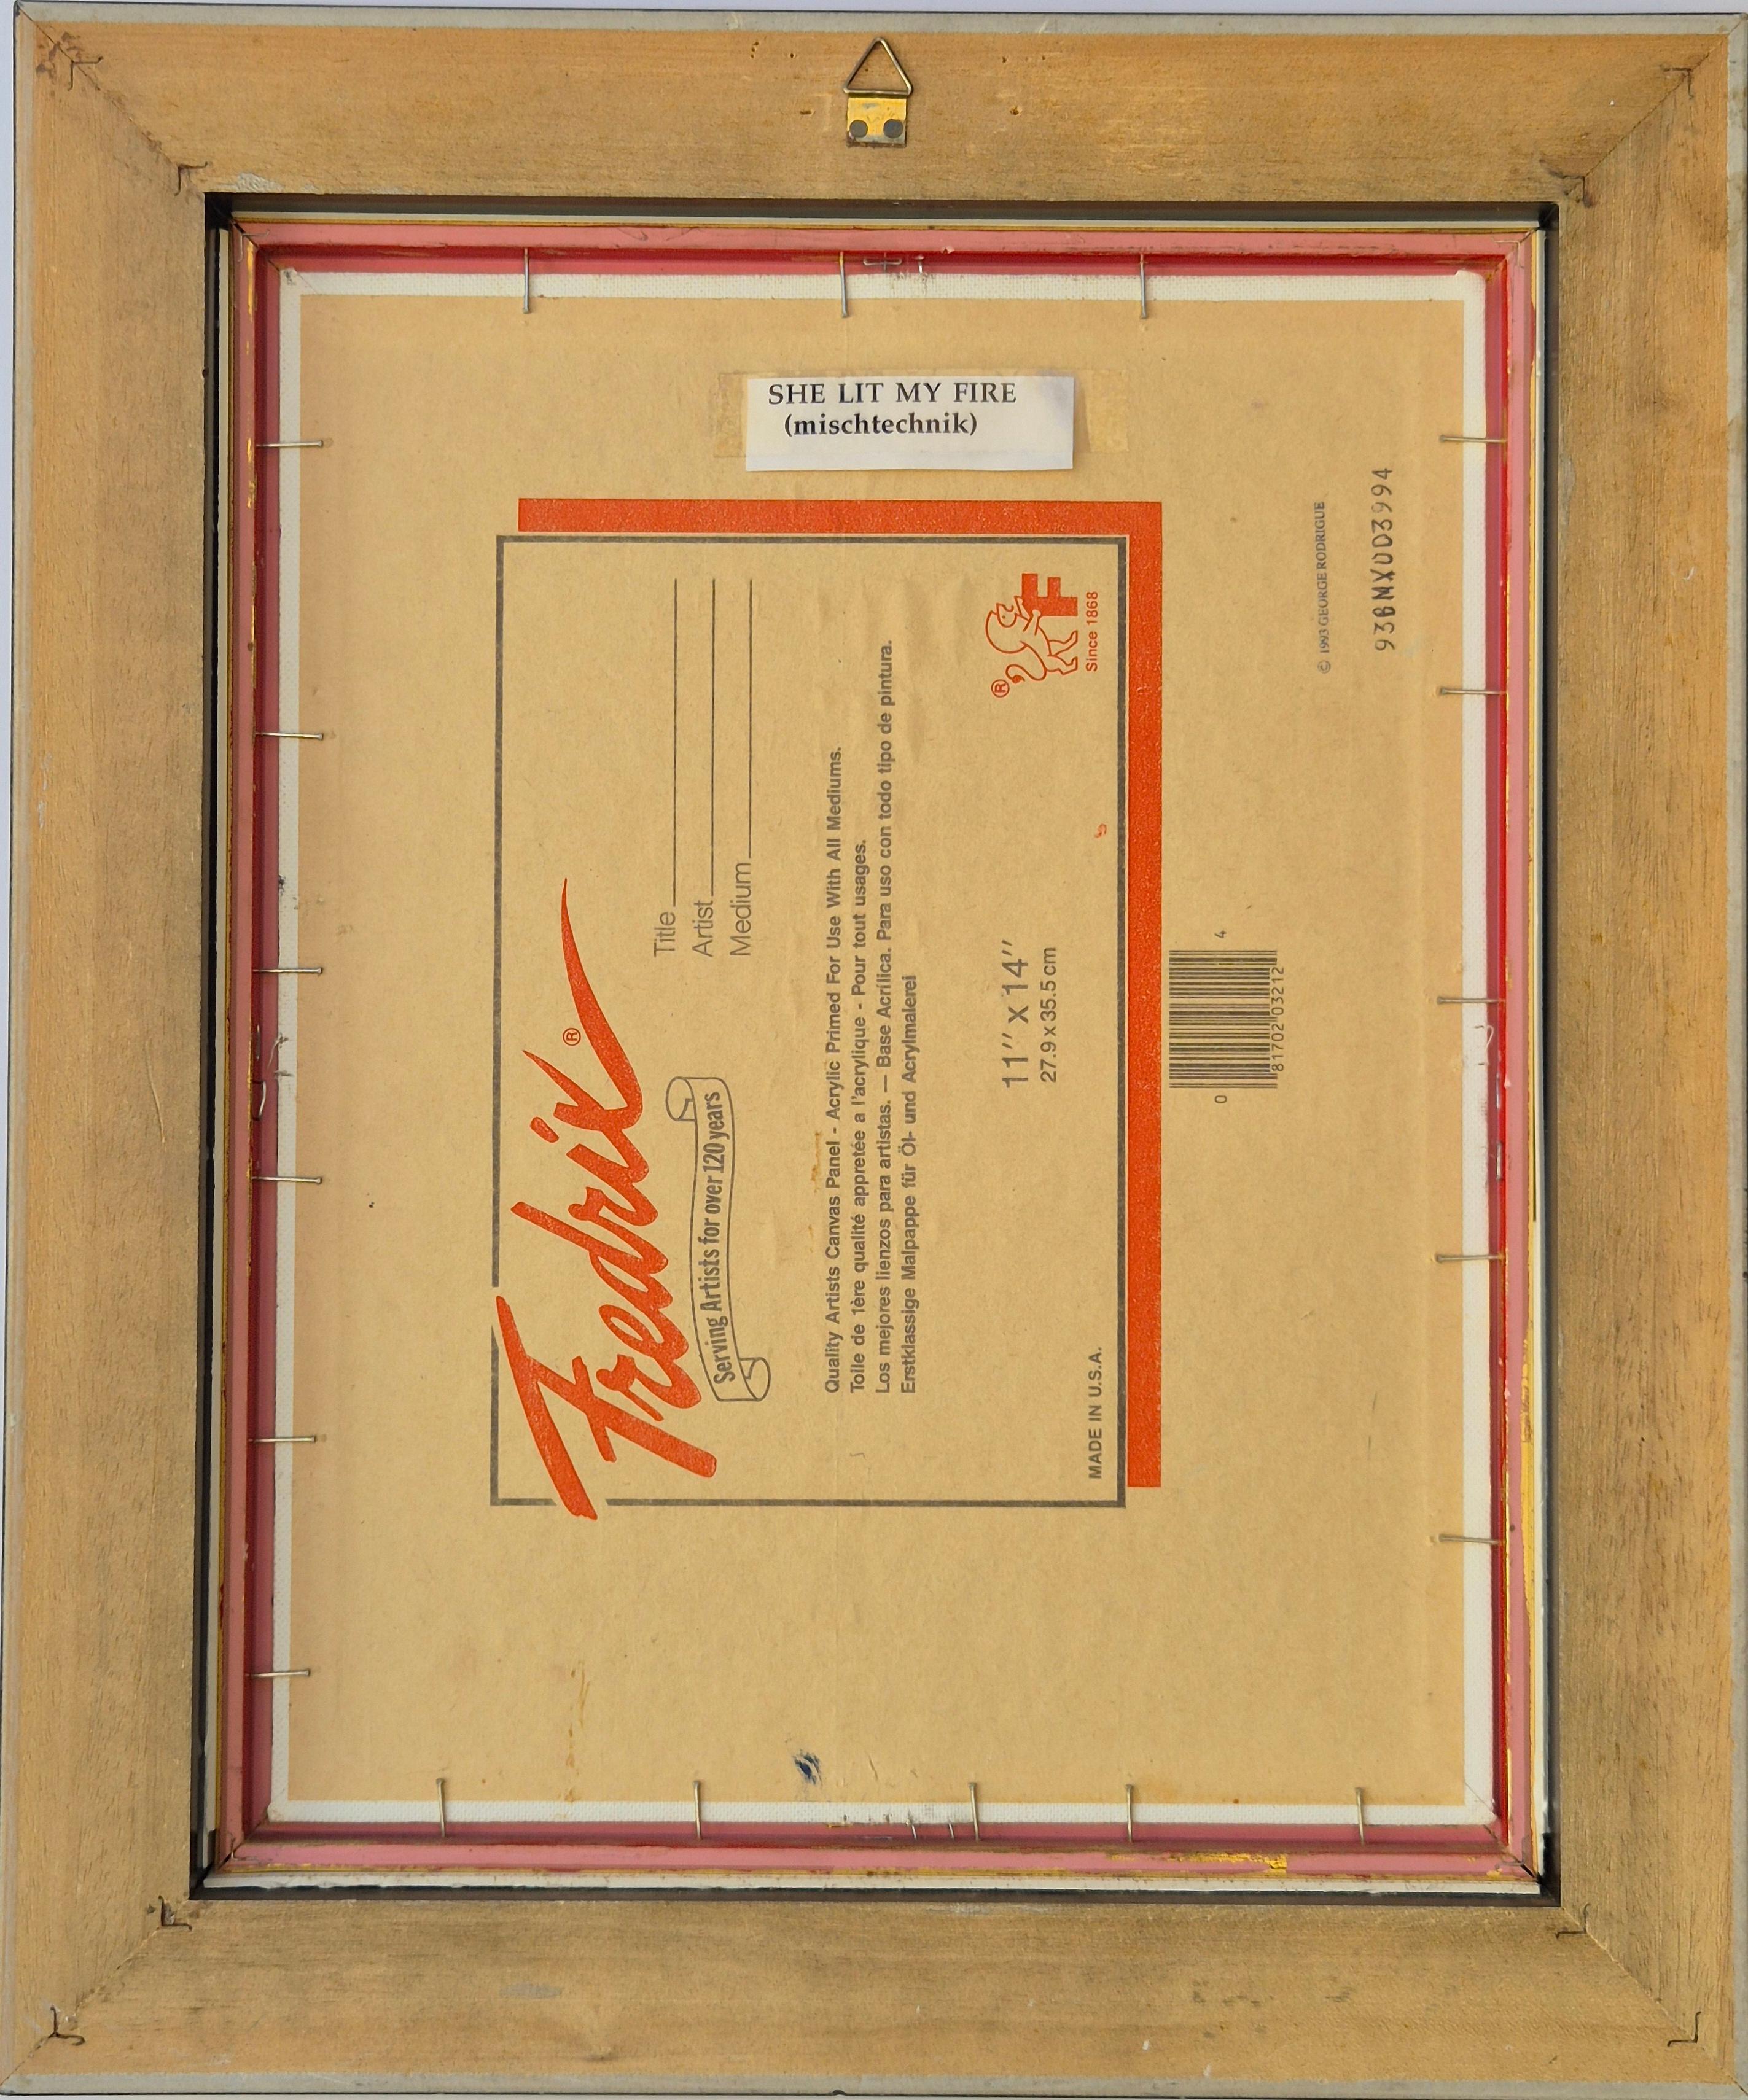 SHE LIT MY FIRE
(mischtechnik)
Fredrix®
Serving Artists for over 120 years
Title
Artist
Medium
Quality Artists Canvas Panel - Acrylic Primed For Use With All Mediums.
Toile de 1ère qualité appretée a l'acrylique - Pour tout usages.
Los mejores lienzos para artistas. — Base Acrílica. Para uso con todo tipo de pintura.
Erstklassige Malpappe für Öl- und Acrylmalerei
11'' x 14''
27.9 x 35.5 cm
MADE IN U.S.A.
®
F
Since 1868
0 81702 03212 4
© 1993 GEORGE RODRIGUE